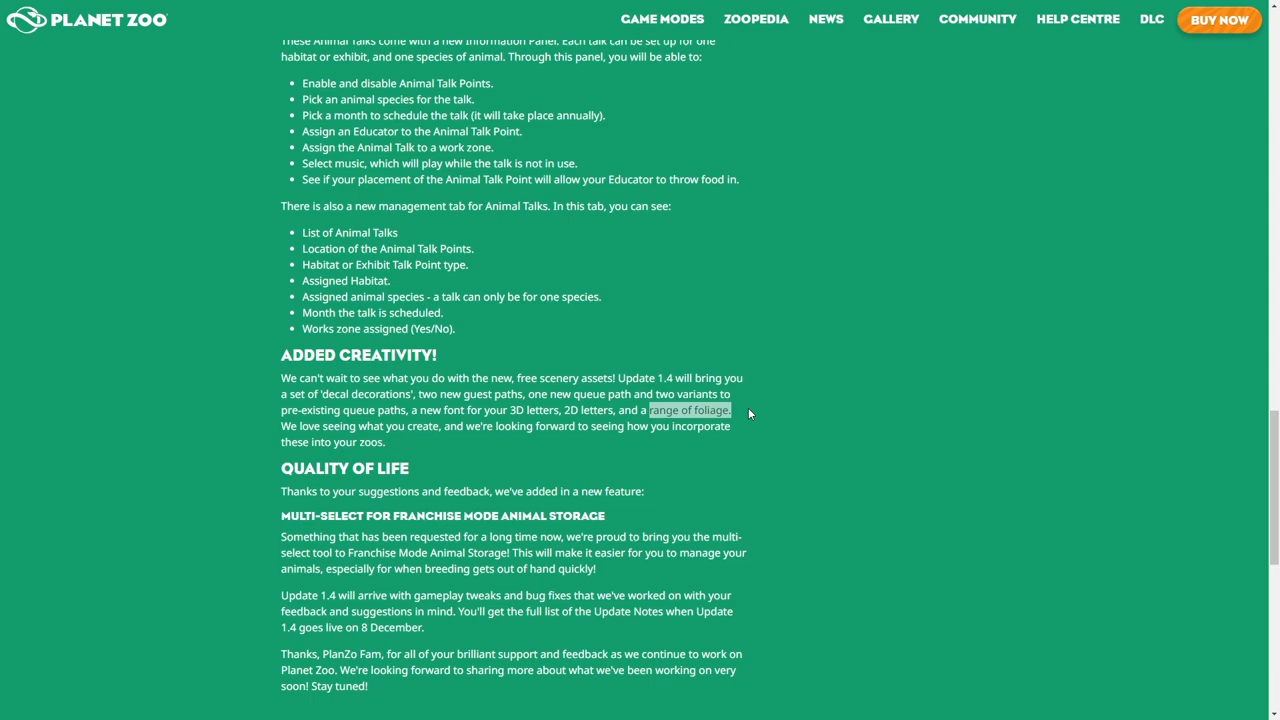 PLANET ZOO
GAME MODES ZOOPEDIA NEWS GALLERY COMMUNITY HELP CENTRE DLC BUY NOW
These Animal Talks come with a new Information Panel. Each talk can be set up for one
habitat or exhibit, and one species of animal. Through this panel, you will be able to:
• Enable and disable Animal Talk Points.
• Pick an animal species for the talk.
• Pick a month to schedule the talk (it will take place annually).
• Assign an Educator to the Animal Talk Point.
• Assign the Animal Talk to a work zone.
• Select music, which will play while the talk is not in use.
• See if your placement of the Animal Talk Point will allow your Educator to throw food in.
There is also a new management tab for Animal Talks. In this tab, you can see:
• List of Animal Talks
• Location of the Animal Talk Points.
• Habitat or Exhibit Talk Point type.
• Assigned Habitat.
• Assigned animal species - a talk can only be for one species.
• Month the talk is scheduled.
• Works zone assigned (Yes/No).
ADDED CREATIVITY!
We can't wait to see what you do with the new, free scenery assets! Update 1.4 will bring you
a set of 'decal decorations', two new guest paths, one new queue path and two variants to
pre-existing queue paths, a new font for your 3D letters, 2D letters, and a range of foliage.
We love seeing what you create, and we're looking forward to seeing how you incorporate
these into your zoos.
QUALITY OF LIFE
Thanks to your suggestions and feedback, we've added in a new feature:
MULTI-SELECT FOR FRANCHISE MODE ANIMAL STORAGE
Something that has been requested for a long time now, we're proud to bring you the multi-
select tool to Franchise Mode Animal Storage! This will make it easier for you to manage your
animals, especially for when breeding gets out of hand quickly!
Update 1.4 will arrive with gameplay tweaks and bug fixes that we've worked on with your
feedback and suggestions in mind. You'll get the full list of the Update Notes when Update
1.4 goes live on 8 December.
Thanks, PlanZo Fam, for all of your brilliant support and feedback as we continue to work on
Planet Zoo. We're looking forward to sharing more about what we've been working on very
soon! Stay tuned!